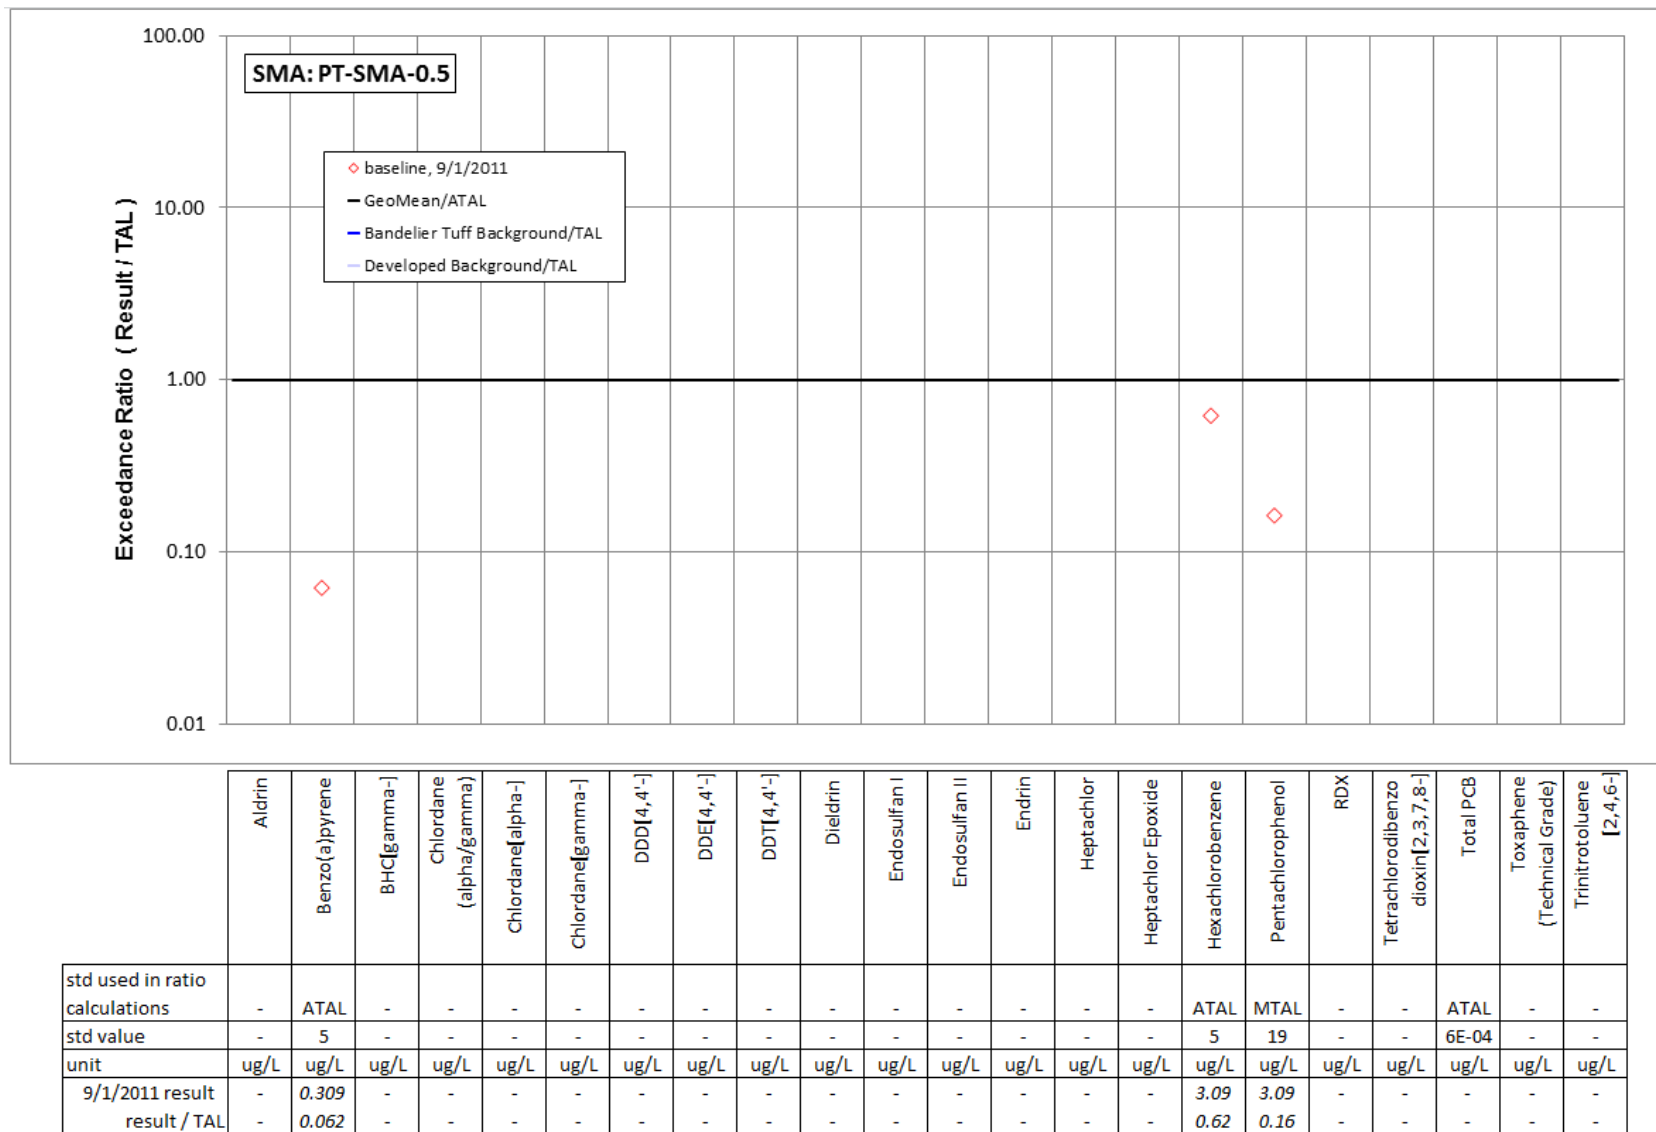 100.00
SMA: PT-SMA-0.5
baseline, 9/1/2011
10.00
GeoMean/ATAL
Bandelier Tuff Background/TAL
Developed Background/TAL
Exceedance Ratio ( Result / TAL )
1.00
0.10
0.01
Aldrin
Benzo(a)pyrene
BHC[gamma-]
Chlordane
(alpha/gamma)
Chlordane[alpha-]
Chlordane[gamma-]
DDD[4,4'-]
DDE[4,4'-]
DDT[4,4'-]
Dieldrin
Endosulfan I
Endosulfan II
Endrin
Heptachlor
Heptachlor Epoxide
Hexachlorobenzene
Pentachlorophenol
RDX
Tetrachlorodibenzo
dioxin[2,3,7,8-]
Total PCB
Toxaphene
(Technical Grade)
Trinitrotoluene
[2,4,6-]
std used in ratio
calculations - ATAL - - - - - - - - - - - - - ATAL MTAL - - ATAL - -
std value - 5 - - - - - - - - - - - - - 5 19 - - 6E-04 - -
unit ug/L ug/L ug/L ug/L ug/L ug/L ug/L ug/L ug/L ug/L ug/L ug/L ug/L ug/L ug/L ug/L ug/L ug/L ug/L ug/L ug/L ug/L
9/1/2011 result - 0.309 - - - - - - - - - - - - - 3.09 3.09 - - - - -
result / TAL - 0.062 - - - - - - - - - - - - - 0.62 0.16 - - - - -